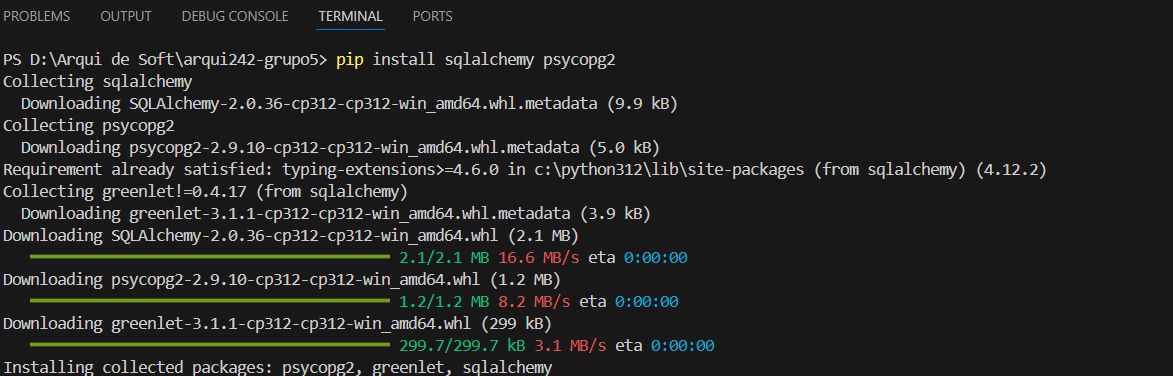 PROBLEMS OUTPUT DEBUG CONSOLE TERMINAL PORTS
PS D:\Arqui de Soft\arqui242-grupo5> pip install sqlalchemy psycopg2
Collecting sqlalchemy
  Downloading SQLAlchemy-2.0.36-cp312-cp312-win_amd64.whl.metadata (9.9 kB)
Collecting psycopg2
  Downloading psycopg2-2.9.10-cp312-cp312-win_amd64.whl.metadata (5.0 kB)
Requirement already satisfied: typing-extensions>=4.6.0 in c:\python312\lib\site-packages (from sqlalchemy) (4.12.2)
Collecting greenlet!=0.4.17 (from sqlalchemy)
  Downloading greenlet-3.1.1-cp312-cp312-win_amd64.whl.metadata (3.9 kB)
Downloading SQLAlchemy-2.0.36-cp312-cp312-win_amd64.whl (2.1 MB)
2.1/2.1 MB 16.6 MB/s eta 0:00:00
Downloading psycopg2-2.9.10-cp312-cp312-win_amd64.whl (1.2 MB)
1.2/1.2 MB 8.2 MB/s eta 0:00:00
Downloading greenlet-3.1.1-cp312-cp312-win_amd64.whl (299 kB)
299.7/299.7 kB 3.1 MB/s eta 0:00:00
Installing collected packages: psycopg2, greenlet, sqlalchemy